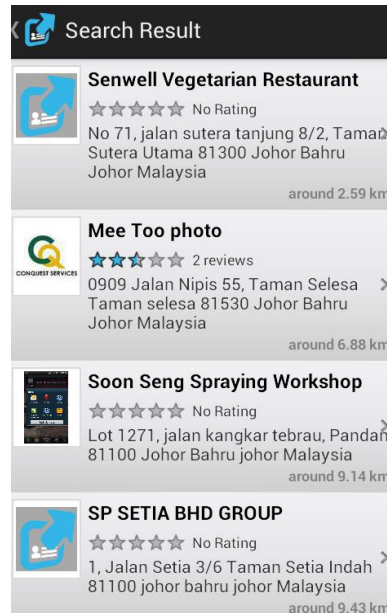 Search Result
Senwell Vegetarian Restaurant
No Rating
No 71, jalan sutera tanjung 8/2, Taman
Sutera Utama 81300 Johor Bahru
Johor Malaysia
around 2.59 km
Mee Too photo
CONQUEST SERVICES
2 reviews
0909 Jalan Nipis 55, Taman Selesa
Taman selesa 81530 Johor Bahru
Johor Malaysia
around 6.88 km
Soon Seng Spraying Workshop
No Rating
Lot 1271, jalan kangkar tebrau, Pandan
81100 Johor Bahru johor Malaysia
around 9.14 km
SP SETIA BHD GROUP
No Rating
1, Jalan Setia 3/6 Taman Setia Indah
81100 johor bahru johor Malaysia
around 9.43 km